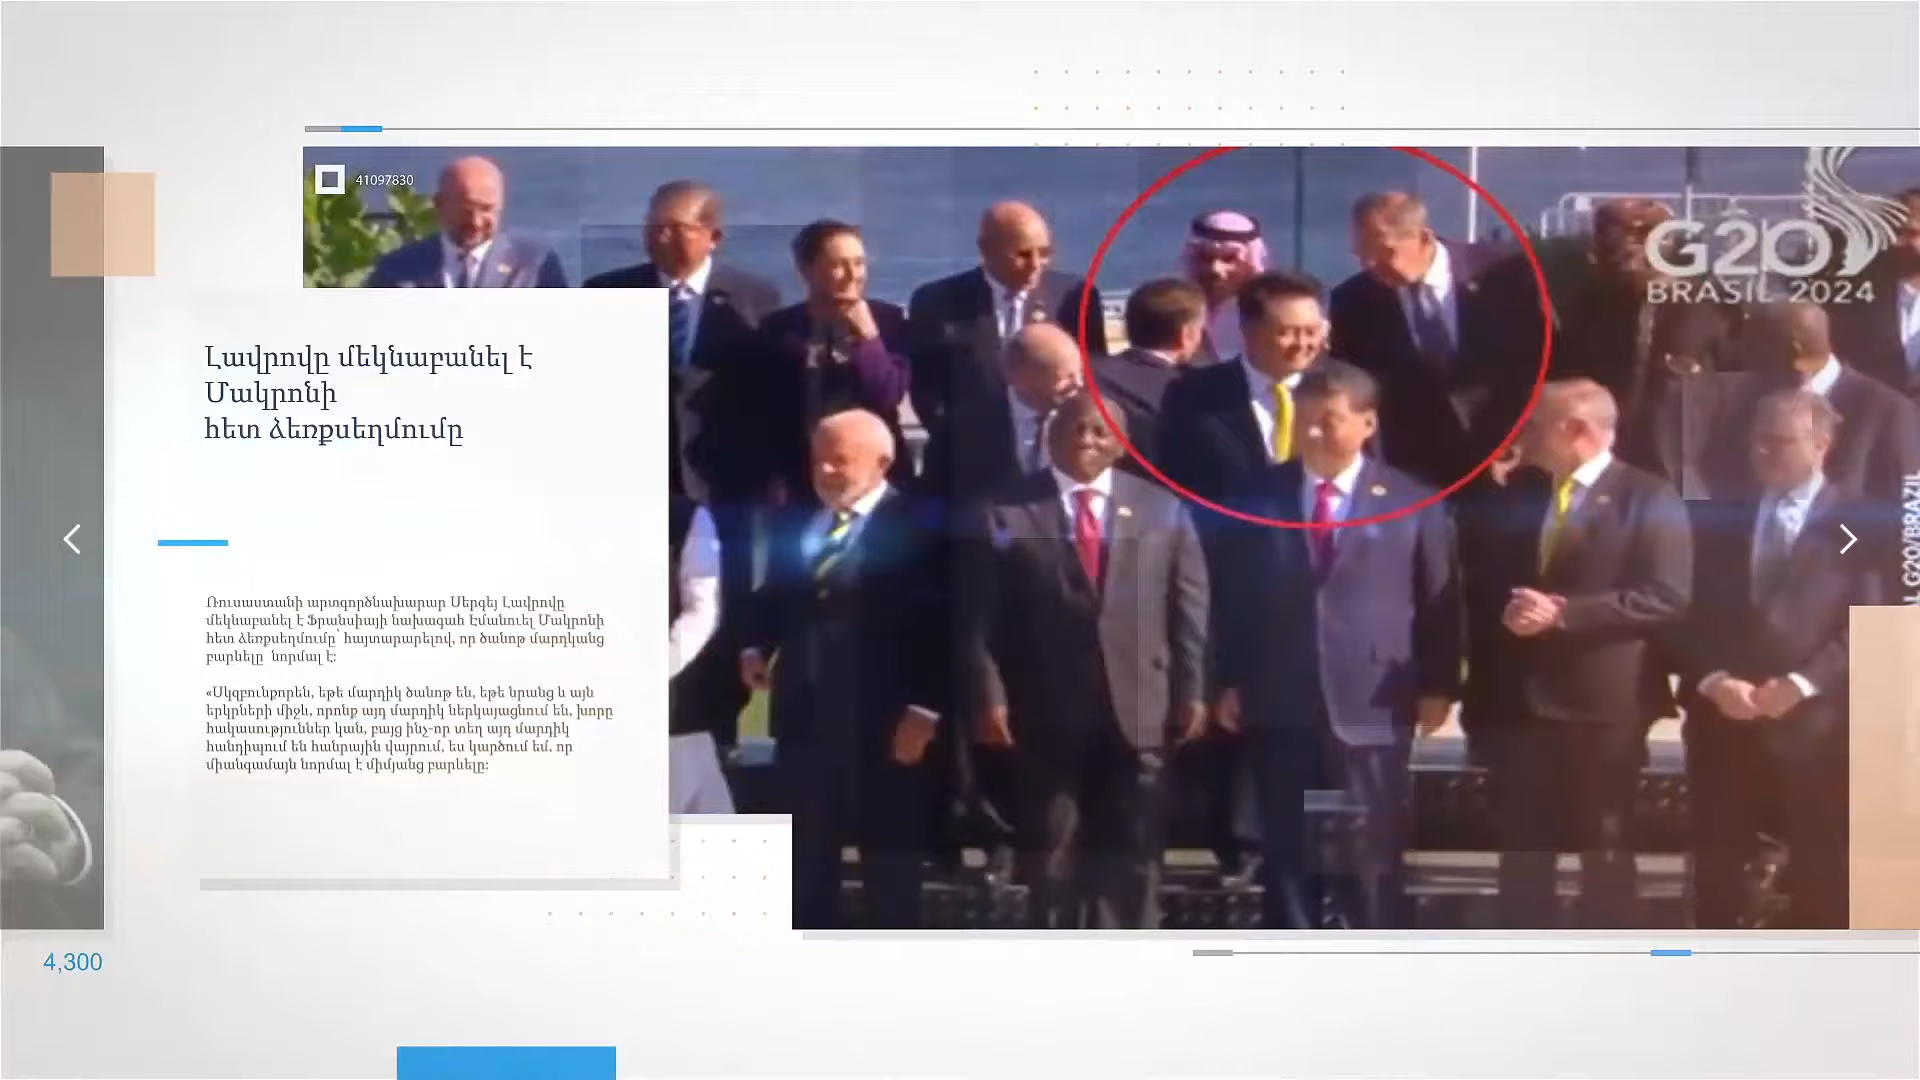 41097830
G20
BRASIL 2024
Լավրովը մեկնաբանել է
Մակրոնի
հետ ձեռքսեղմումը
Ռուսաստանի արտգործնախարար Սերգեյ Լավրովը
մեկնաբանել է Ֆրանսիայի նախագահ Էմանուել Մակրոնի
հետ ձեռքսեղմումը՝ հայտարարելով, որ ծանոթ մարդկանց
բարևելը նորմալ է:
«Սկզբունքորեն, եթե մարդիկ ծանոթ են, եթե նրանց և այն
երկրների միջև, որոնք այդ մարդիկ ներկայացնում են, խորը
հակասություններ կան, բայց ինչ-որ տեղ այդ մարդիկ
հանդիպում են հանրային վայրում, ես կարծում եմ, որ
միանգամայն նորմալ է միմյանց բարևելը:
G20/BRAZIL
4,300